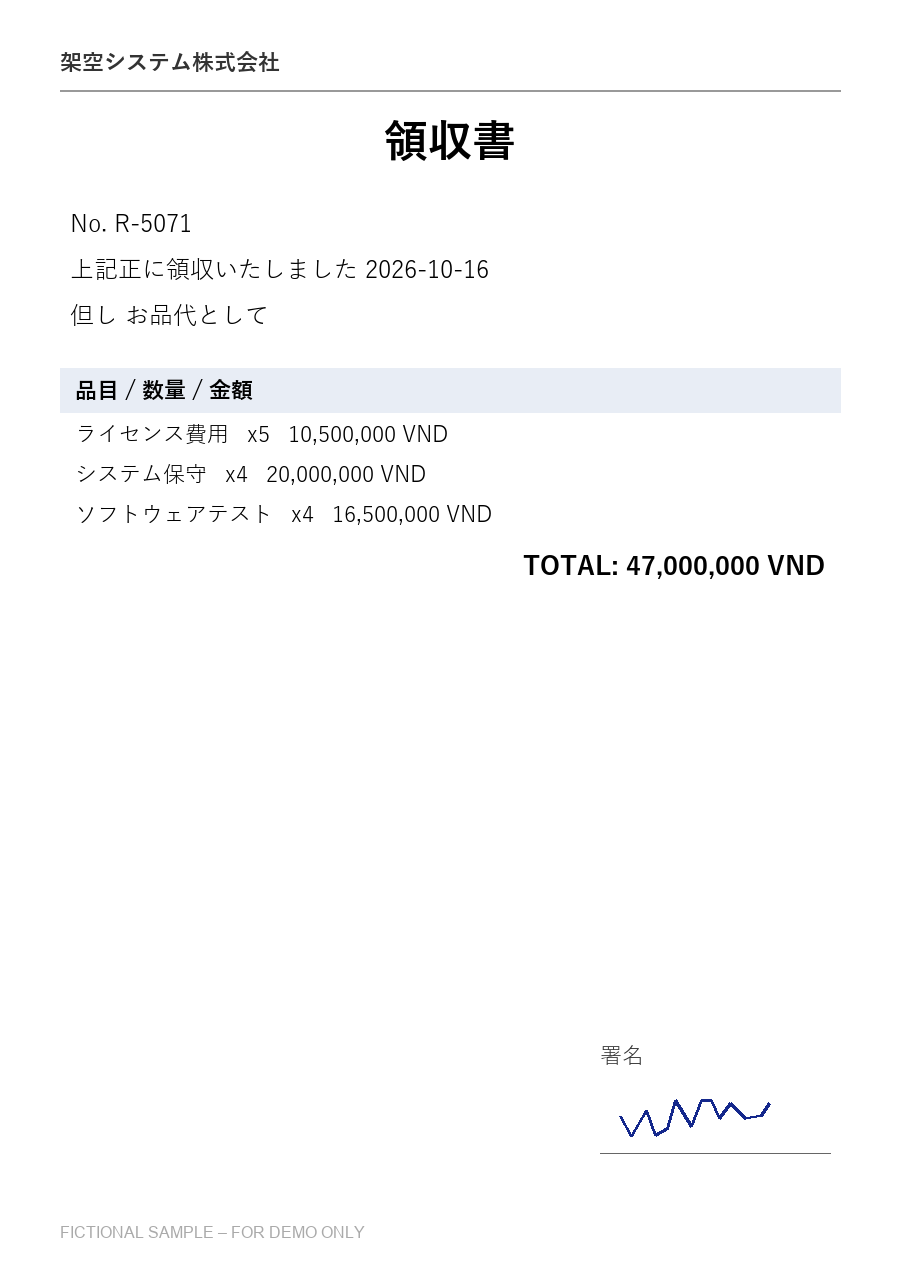 架空システム株式会社
領収書
No. R-5071
上記正に領収いたしました 2026-10-16
但し お品代として
品目 / 数量 / 金額
ライセンス費用 x5 10,500,000 VND
システム保守 x4 20,000,000 VND
ソフトウェアテスト x4 16,500,000 VND
TOTAL: 47,000,000 VND
署名
FICTIONAL SAMPLE – FOR DEMO ONLY